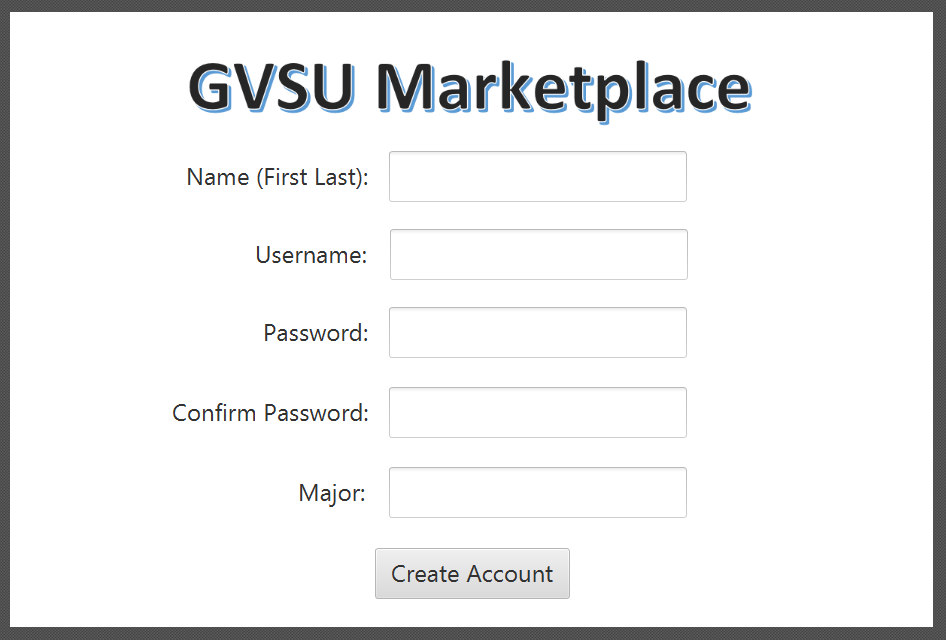 GVSU Marketplace
Name (First Last):
Username:
Password:
Confirm Password:
Major:
Create Account